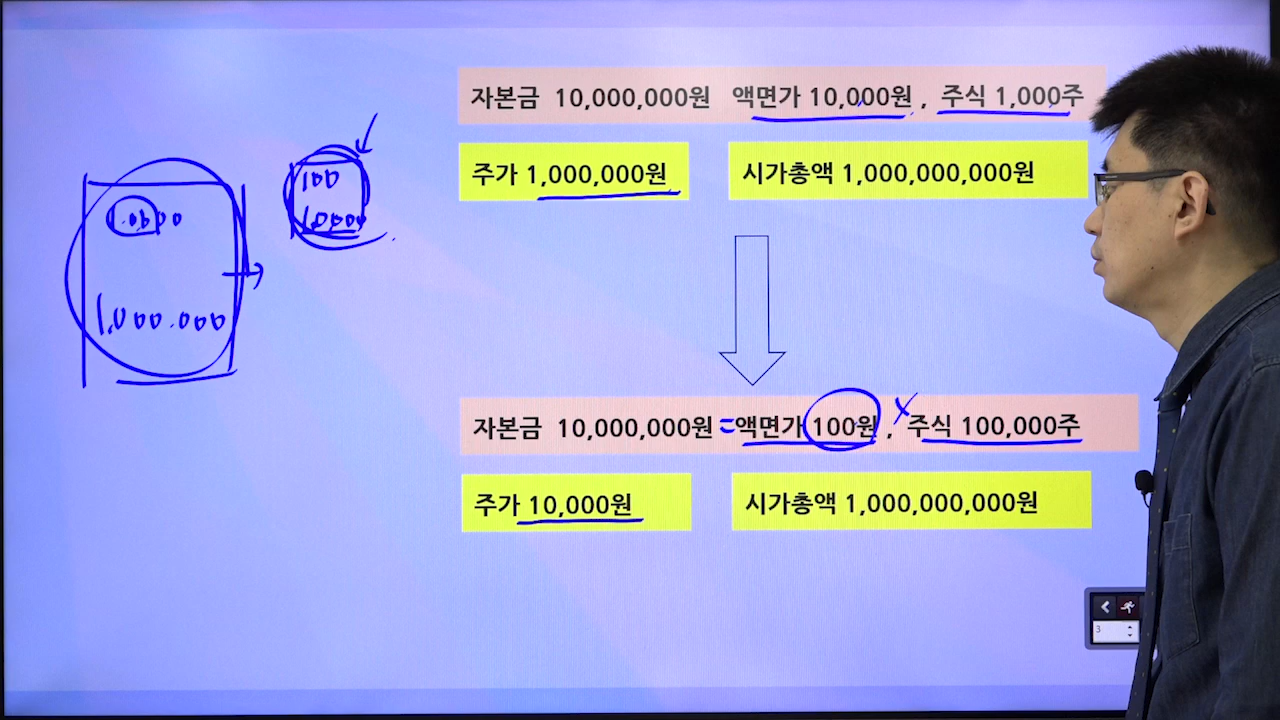 자본금 10,000,000원 액면가 10,000원 , 주식 1,000주
주가 1,000,000원 시가총액 1,000,000,000원
100
10,000
1,000,000
자본금 10,000,000원 = 액면가 100원 , x 주식 100,000주
주가 10,000원 시가총액 1,000,000,000원
3